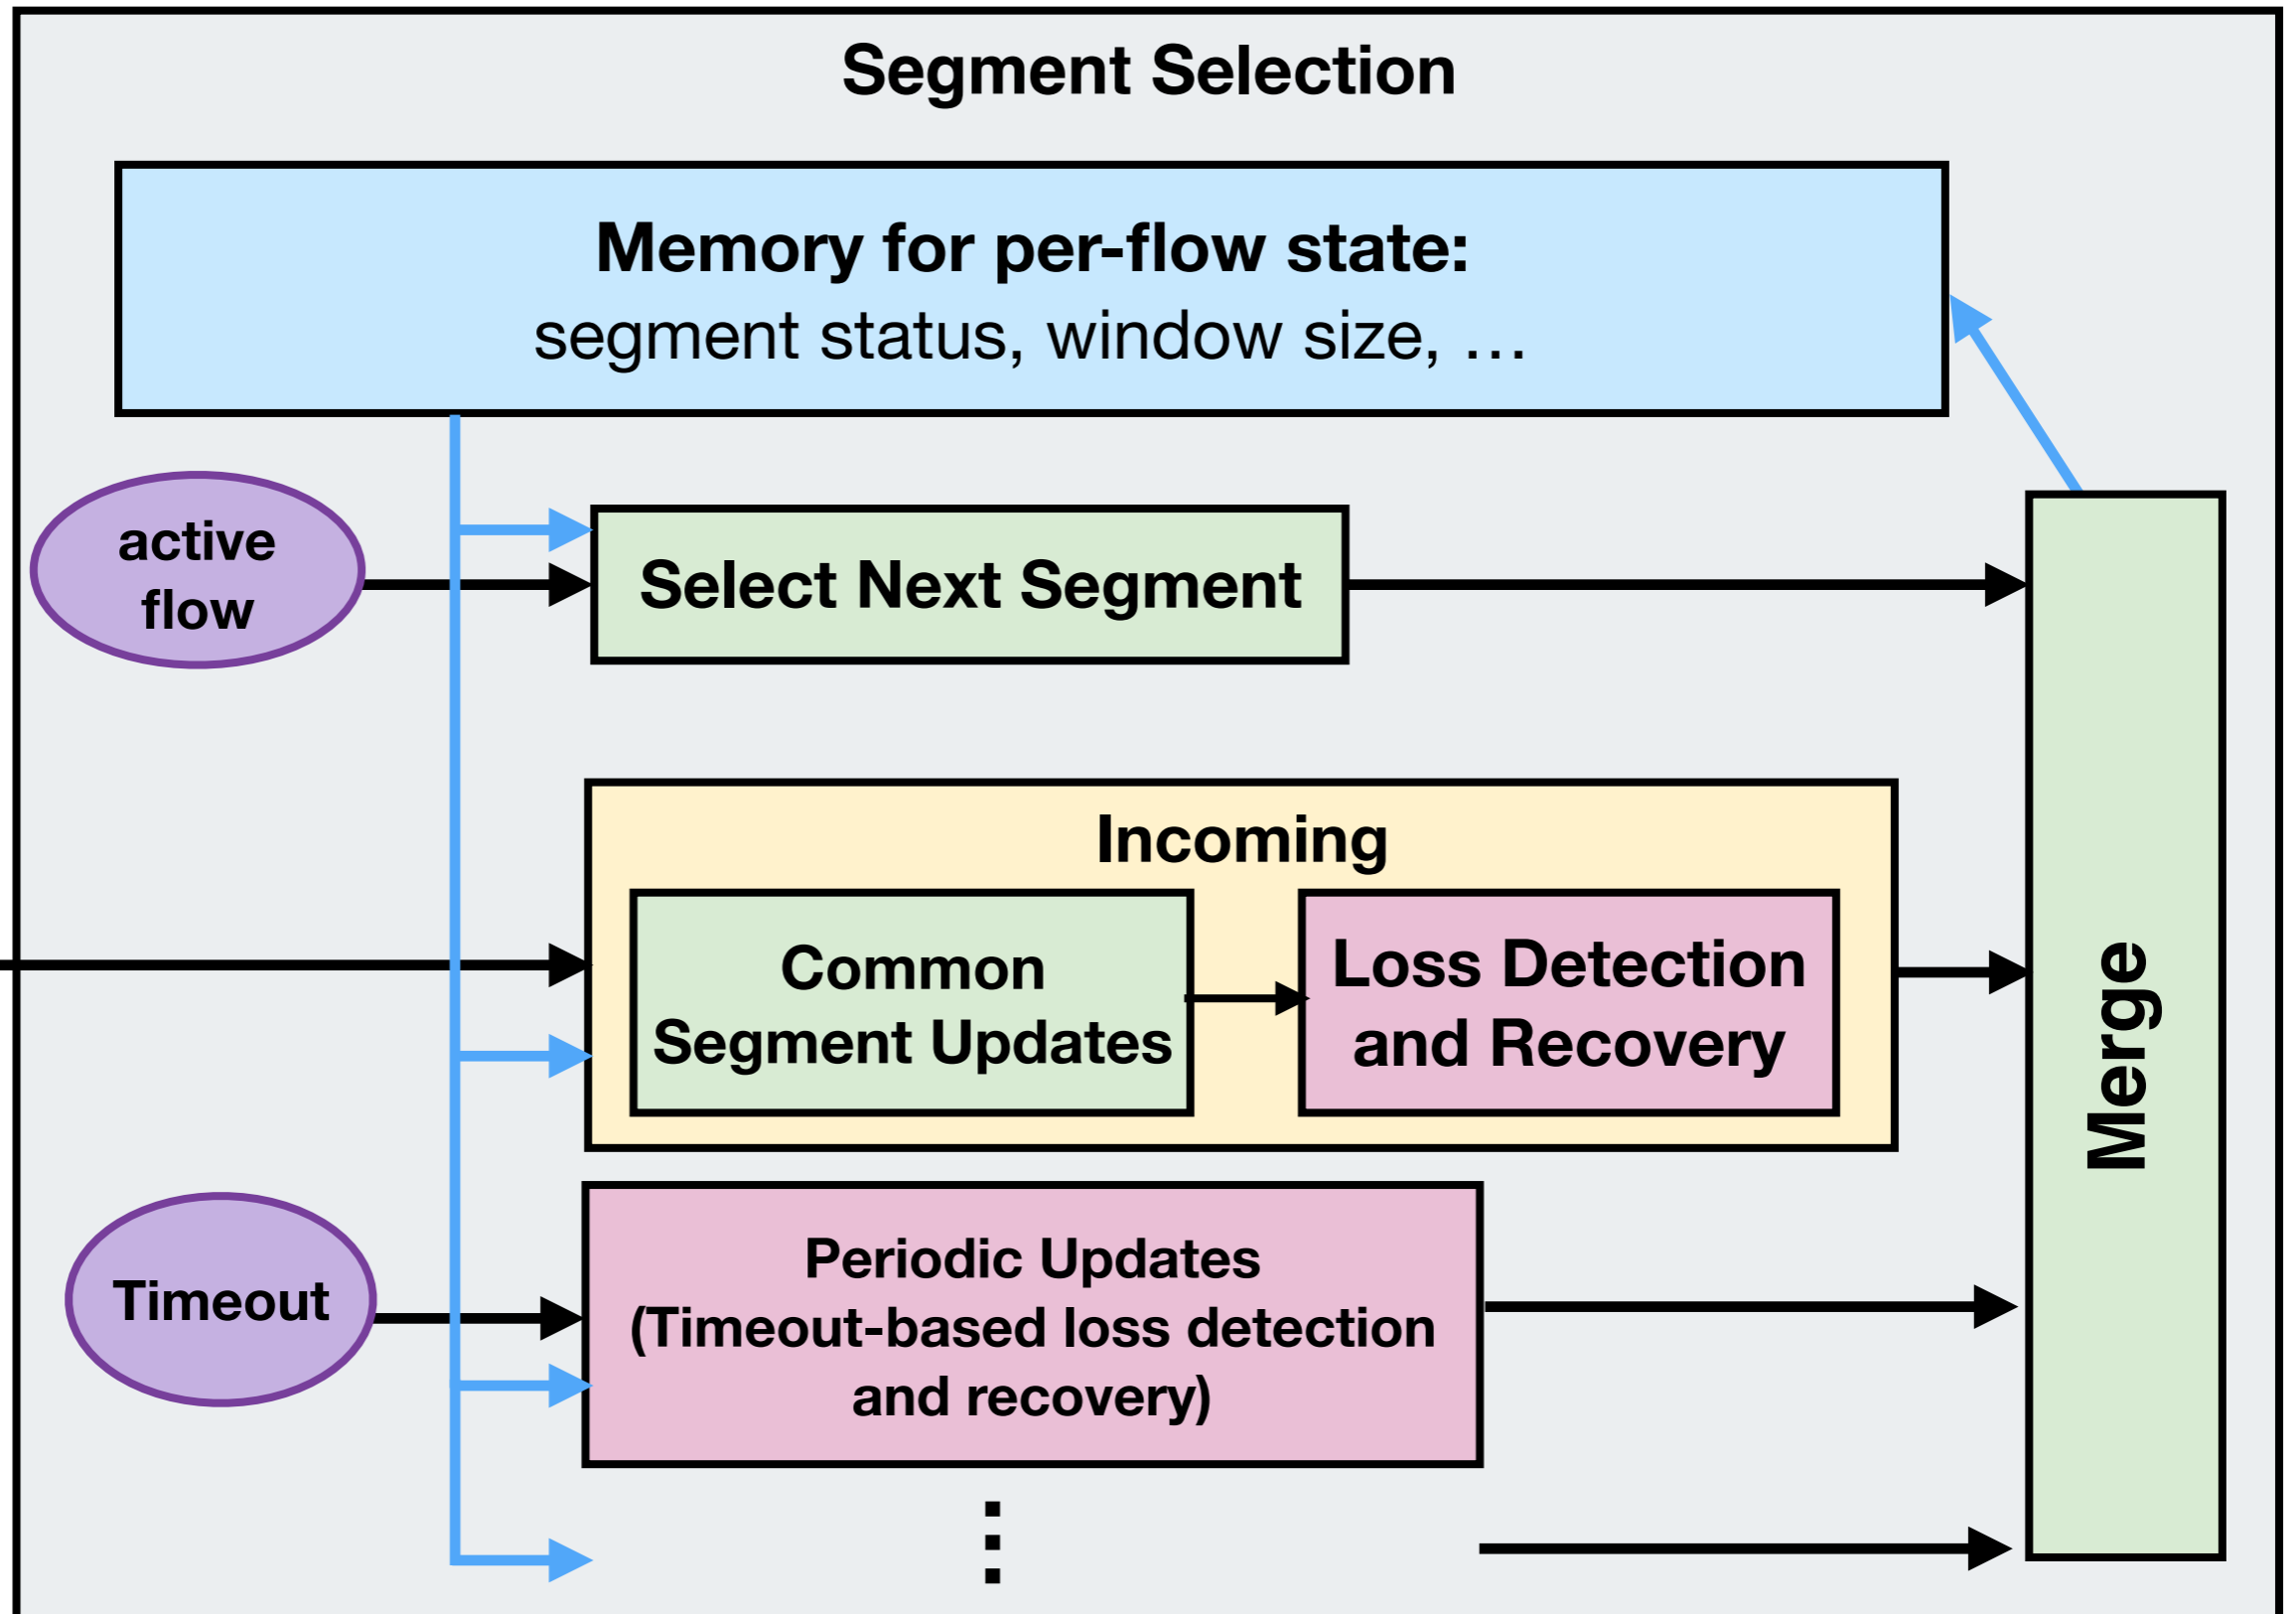 Segment Selection
Memory for per-flow state:
segment status, window size, …
active
flow
Select Next Segment
Incoming
Common
Segment Updates
Loss Detection
and Recovery
Merge
Timeout
Periodic Updates
(Timeout-based loss detection
and recovery)